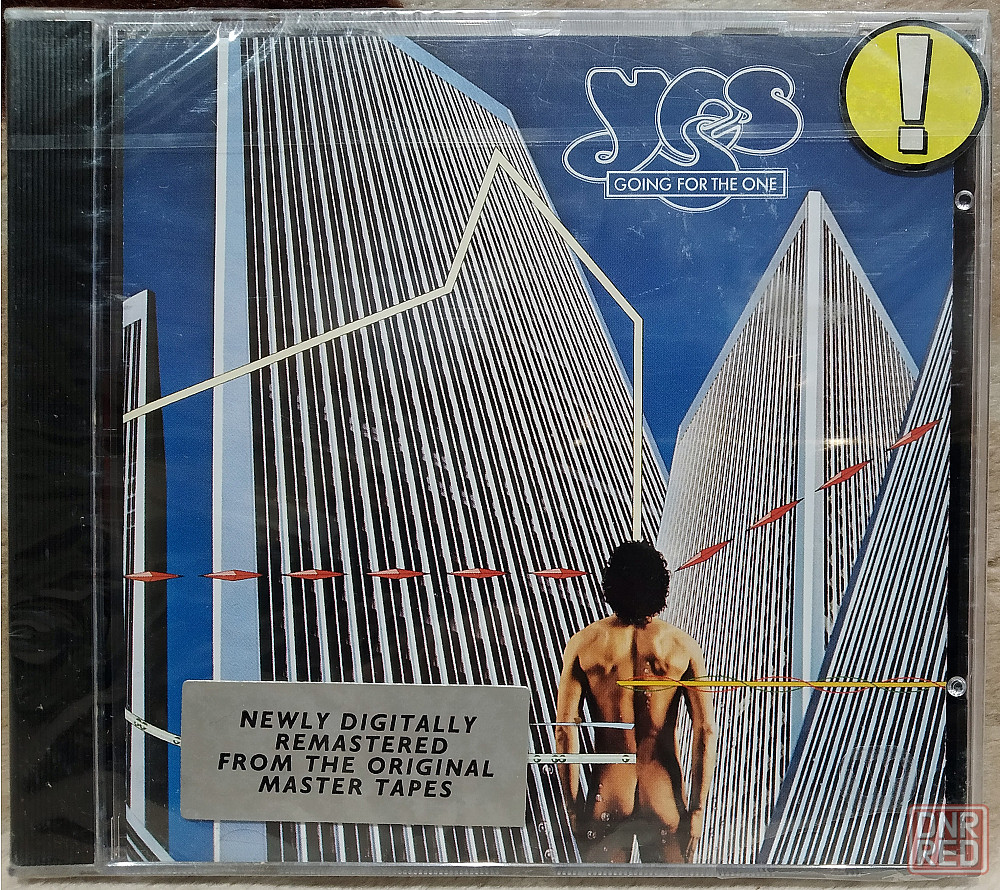 YES
GOING FOR THE ONE
!
NEWLY DIGITALLY
REMASTERED
FROM THE ORIGINAL
MASTER TAPES
DNR
RED